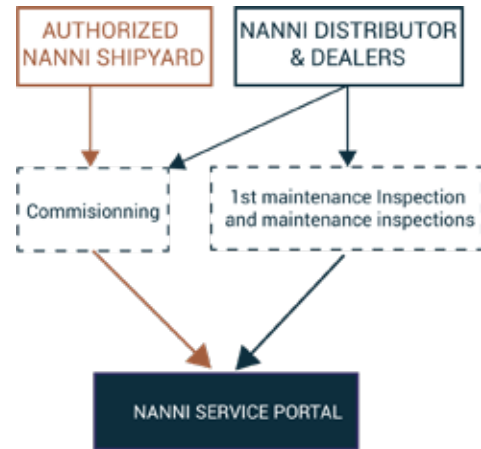 AUTHORIZED
NANNI SHIPYARD
NANNI DISTRIBUTOR
& DEALERS
Commisionning
1st maintenance Inspection
and maintenance inspections
NANNI SERVICE PORTAL